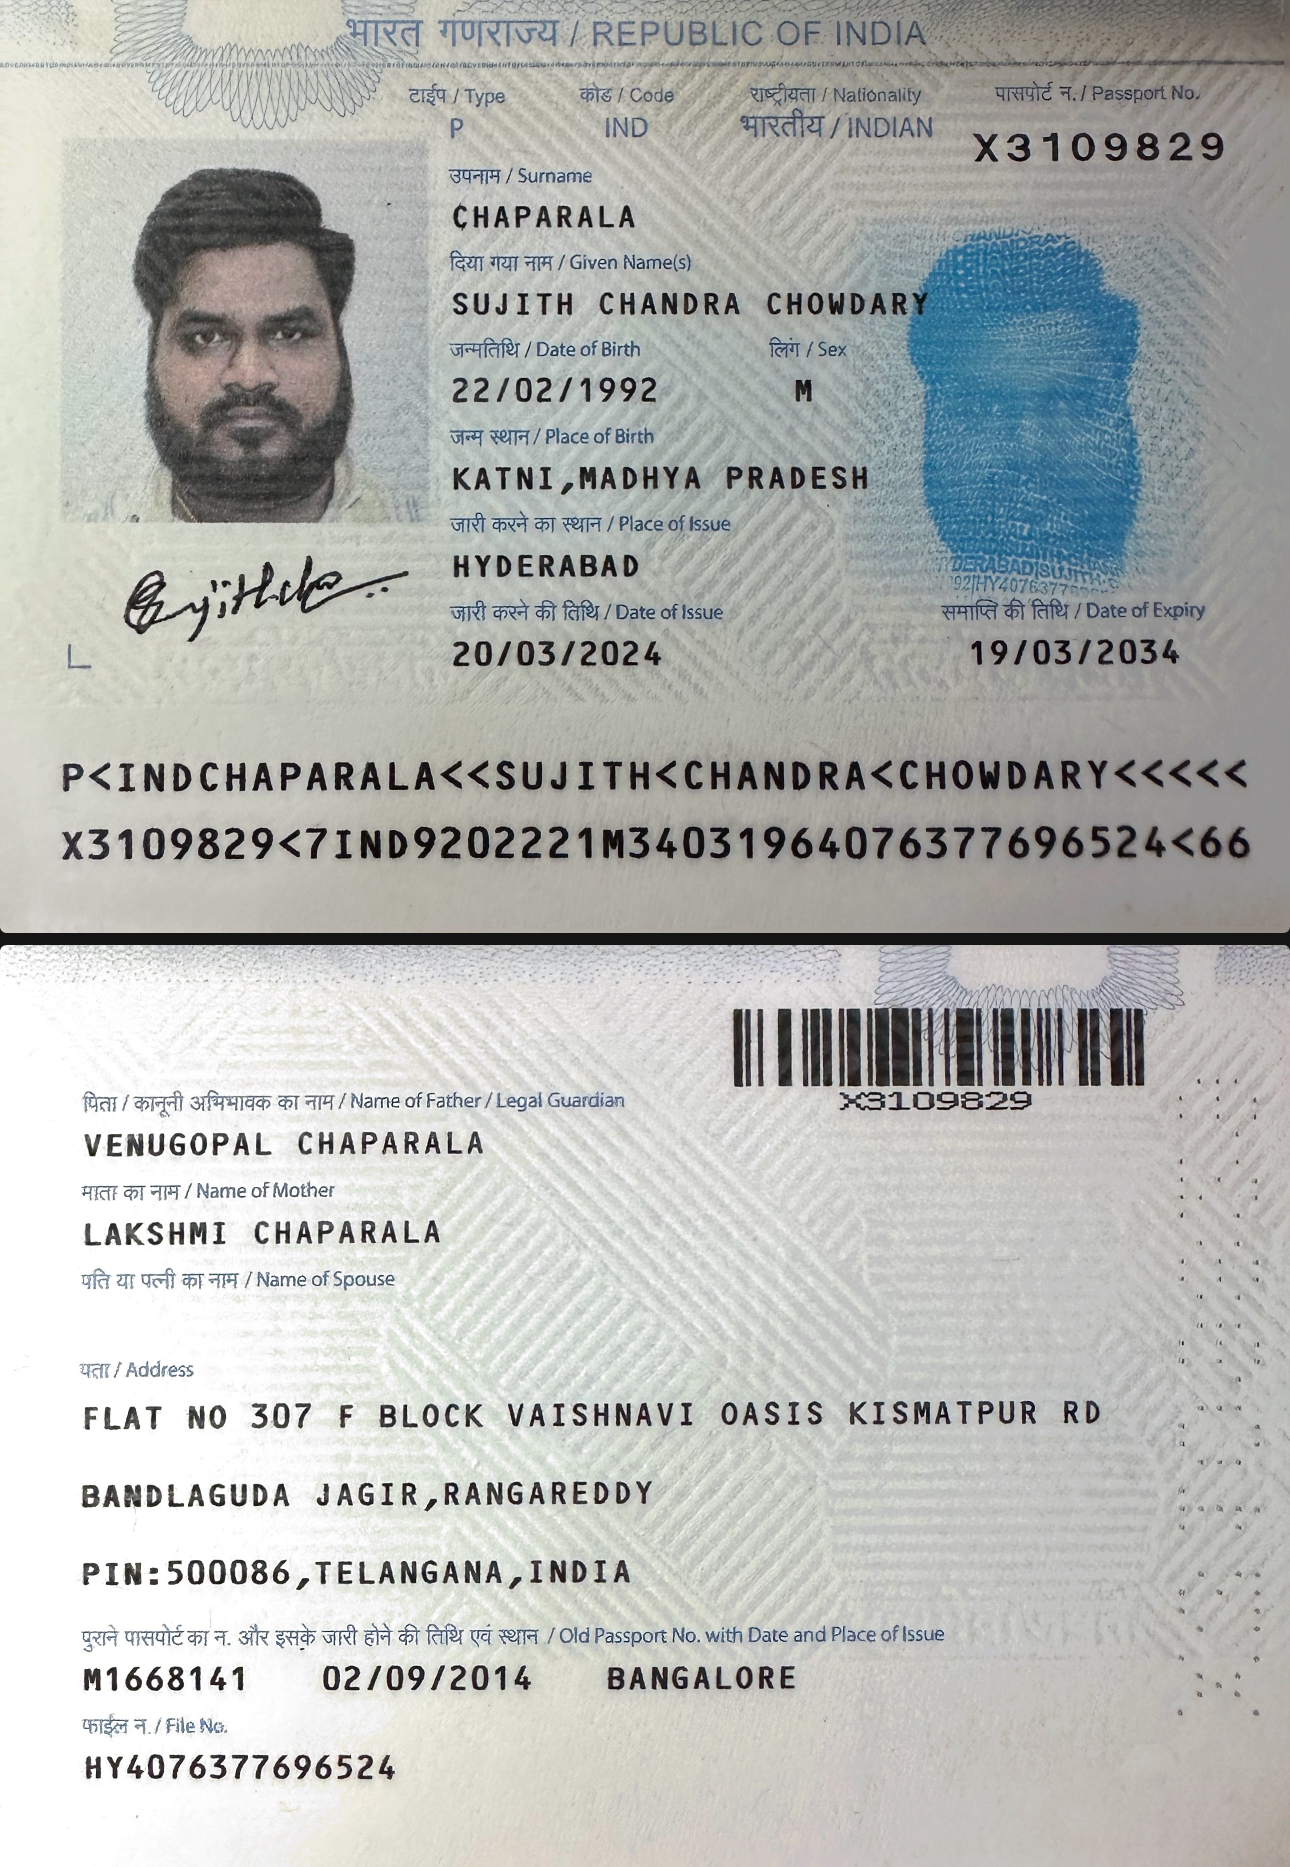 भारत गणराज्य / REPUBLIC OF INDIA
टाईप / Type कोड / Code राष्ट्रीयता / Nationality पासपोर्ट न. / Passport No.
P IND भारतीय / INDIAN X3109829
उपनाम / Surname
CHAPARALA
दिया गया नाम / Given Name(s)
SUJITH CHANDRA CHOWDARY
जन्मतिथि / Date of Birth लिंग / Sex
22/02/1992 M
जन्म स्थान / Place of Birth
KATNI,MADHYA PRADESH
जारी करने का स्थान / Place of Issue
HYDERABAD
जारी करने की तिथि / Date of Issue समाप्ति की तिथि / Date of Expiry
20/03/2024 19/03/2034
P<INDCHAPARALA<<SUJITH<CHANDRA<CHOWDARY<<<<<
X3109829<7IND9202221M34031964076377696524<66
X3109829
पिता / कानूनी अभिभावक का नाम / Name of Father / Legal Guardian
VENUGOPAL CHAPARALA
माता का नाम / Name of Mother
LAKSHMI CHAPARALA
पति या पत्नी का नाम / Name of Spouse
पता / Address
FLAT NO 307 F BLOCK VAISHNAVI OASIS KISMATPUR RD
BANDLAGUDA JAGIR,RANGAREDDY
PIN:500086,TELANGANA,INDIA
पुराने पासपोर्ट का न. और इसके जारी होने की तिथि एवं स्थान / Old Passport No. with Date and Place of Issue
M1668141 02/09/2014 BANGALORE
फाईल न. / File No.
HY4076377696524